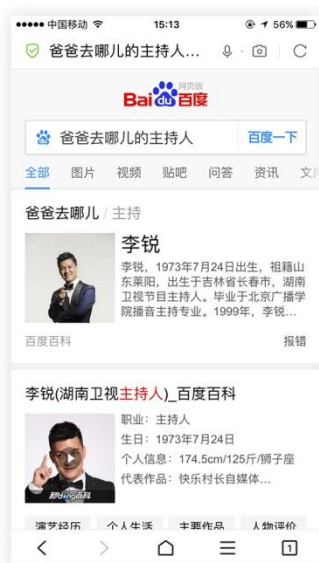 中国移动 15:13 56%
爸爸去哪儿的主持人...
Bai du 百度 网页版
爸爸去哪儿的主持人 百度一下
全部 图片 视频 贴吧 问答 资讯 文
爸爸去哪儿 / 主持
李锐
李锐，1973年7月24日出生，祖籍山
东莱阳，出生于吉林省长春市，湖南
卫视节目主持人。毕业于北京广播学
院播音主持专业。1999年，李锐...
百度百科 报错
李锐(湖南卫视主持人)_百度百科
职业：主持人
生日：1973年7月24日
个人信息：174.5cm/125斤/狮子座
代表作品：快乐村长自媒体...
秒dong百科
演艺经历 个人生活 主要作品 人物评价
1